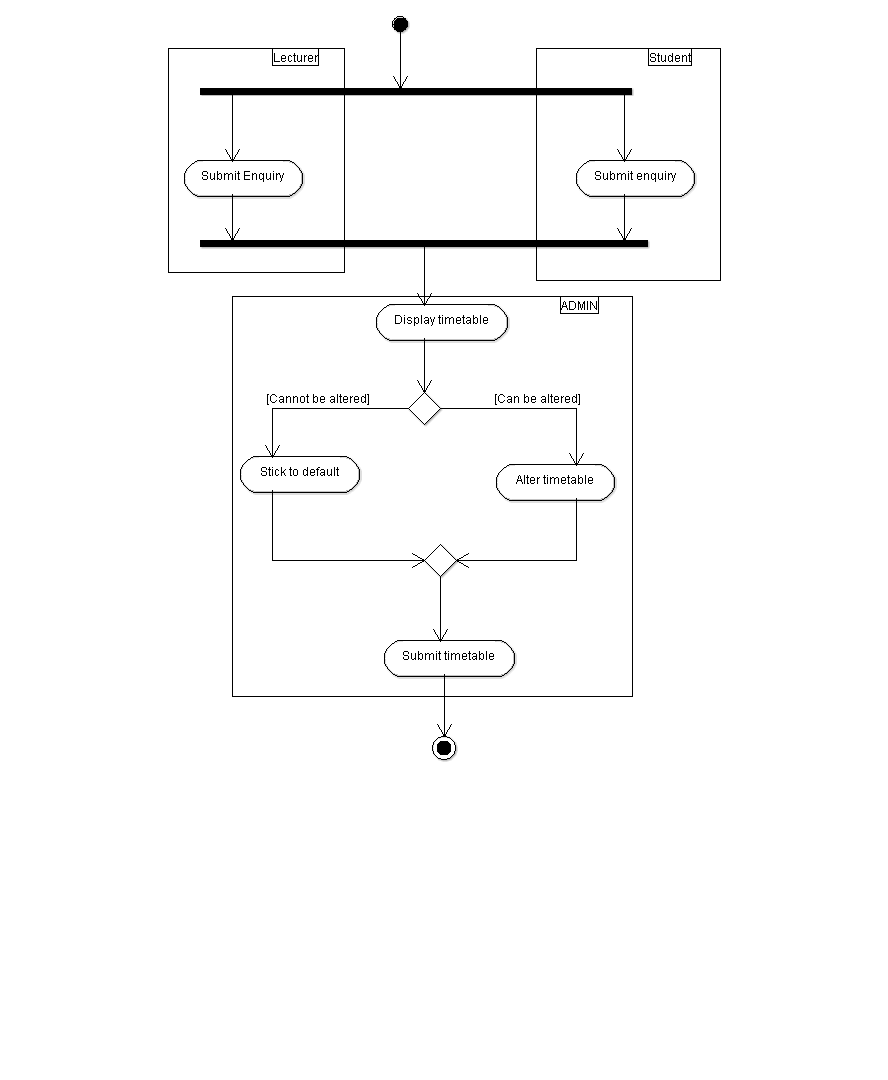 Lecturer
Student
Submit Enquiry
Submit enquiry
ADMIN
Display timetable
[Cannot be altered]
[Can be altered]
Stick to default
Alter timetable
Submit timetable